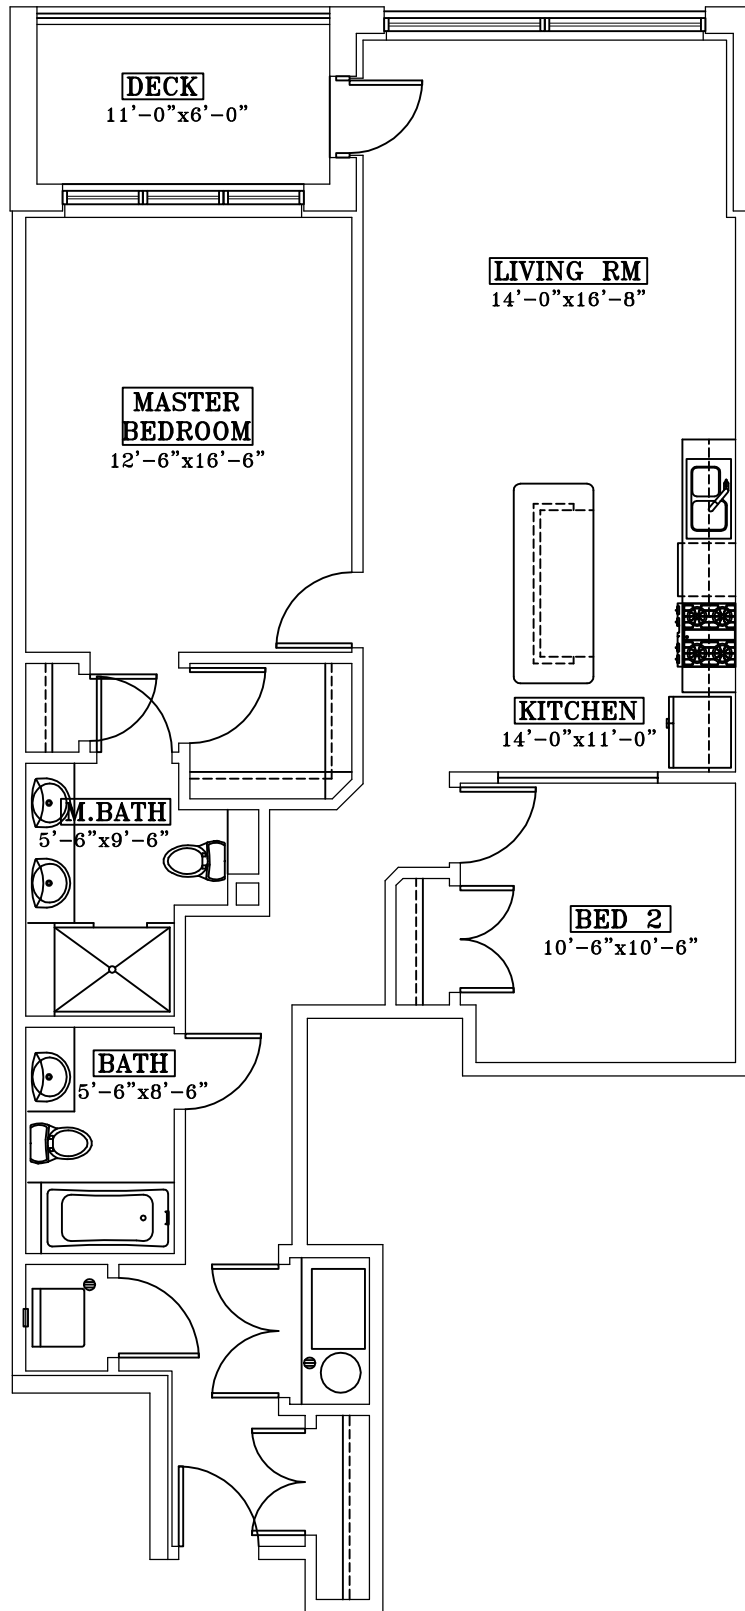 DECK
11'-0"x6'-0"
LIVING RM
14'-0"x16'-8"
MASTER
BEDROOM
12'-6"x16'-6"
KITCHEN
14'-0"x11'-0"
M.BATH
5'-6"x9'-6"
BED 2
10'-6"x10'-6"
BATH
5'-6"x8'-6"